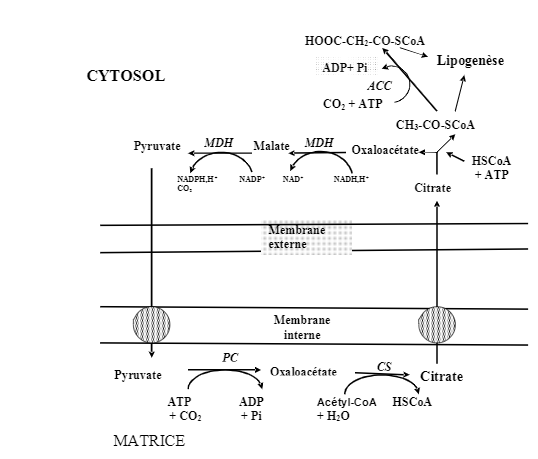 HOOC-CH₂-CO-SCoA
Lipogenèse
ADP+ Pi
CYTOSOL
ACC
CO₂ + ATP
CH₃-CO-SCoA
Pyruvate MDH Malate MDH Oxaloacétate
HSCoA
+ ATP
NADPH,H⁺ NADP⁺ NAD⁺ NADH,H⁺
CO₂
Citrate
Membrane
externe
Membrane
interne
PC CS
Pyruvate Oxaloacétate Citrate
ATP ADP Acétyl-CoA HSCoA
+ CO₂ + Pi + H₂O
MATRICE